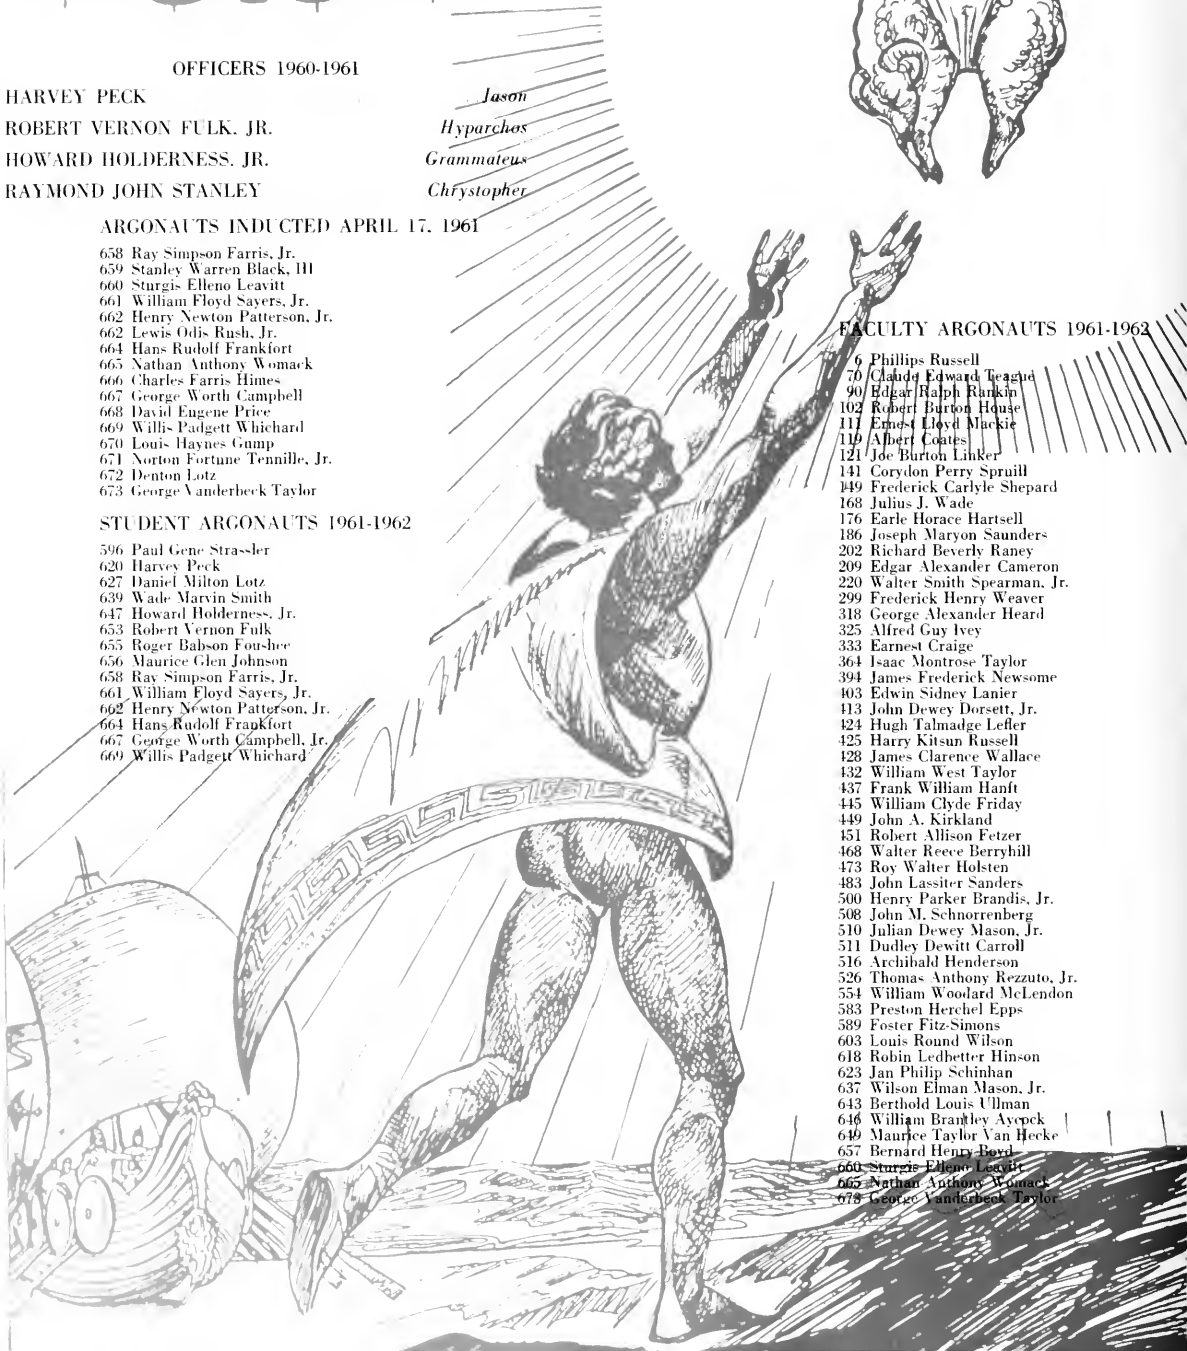 OFFICERS 1960-1961
HARVEY PECK Jason
ROBERT VERNON FULK, JR. Hyparchos
HOWARD HOLDERNESS, JR. Grammateus
RAYMOND JOHN STANLEY Chrystopher
ARGONAUTS INDUCTED APRIL 17, 1961
658 Ray Simpson Farris, Jr.
659 Stanley Warren Black, III
660 Sturgis Elleno Leavitt
661 William Floyd Sayers, Jr.
662 Henry Newton Patterson, Jr.
662 Lewis Odis Rush, Jr.
664 Hans Rudolf Frankfort
665 Nathan Anthony Womack
666 Charles Farris Himes
667 George Worth Campbell
668 David Eugene Price
669 Willis Padgett Whichard
670 Louis Haynes Gump
671 Norton Fortune Tennille, Jr.
672 Denton Lotz
673 George Vanderbeck Taylor
STUDENT ARGONAUTS 1961-1962
596 Paul Gene Strassler
620 Harvey Peck
627 Daniel Milton Lotz
639 Wade Marvin Smith
647 Howard Holderness, Jr.
653 Robert Vernon Fulk
655 Roger Babson Foushee
656 Maurice Glen Johnson
658 Ray Simpson Farris, Jr.
661 William Floyd Sayers, Jr.
662 Henry Newton Patterson, Jr.
664 Hans Rudolf Frankfort
667 George Worth Campbell, Jr.
669 Willis Padgett Whichard
FACULTY ARGONAUTS 1961-1962
6 Phillips Russell
70 Claude Edward Teague
90 Edgar Ralph Rankin
102 Robert Burton House
111 Ernest Lloyd Mackie
119 Albert Coates
121 Joe Burton Linker
141 Corydon Perry Spruill
149 Frederick Carlyle Shepard
168 Julius J. Wade
176 Earle Horace Hartsell
186 Joseph Maryon Saunders
202 Richard Beverly Raney
209 Edgar Alexander Cameron
220 Walter Smith Spearman, Jr.
299 Frederick Henry Weaver
318 George Alexander Heard
325 Alfred Guy Ivey
333 Earnest Craige
364 Isaac Montrose Taylor
394 James Frederick Newsome
403 Edwin Sidney Lanier
413 John Dewey Dorsett, Jr.
424 Hugh Talmadge Lefler
425 Harry Kitsun Russell
428 James Clarence Wallace
432 William West Taylor
437 Frank William Hanft
445 William Clyde Friday
449 John A. Kirkland
451 Robert Allison Fetzer
468 Walter Reece Berryhill
473 Roy Walter Holsten
483 John Lassiter Sanders
500 Henry Parker Brandis, Jr.
508 John M. Schnorrenberg
510 Julian Dewey Mason, Jr.
511 Dudley Dewitt Carroll
516 Archibald Henderson
526 Thomas Anthony Rezzuto, Jr.
554 William Woodard McLendon
583 Preston Herchel Epps
589 Foster Fitz-Simons
603 Louis Round Wilson
618 Robin Ledbetter Hinson
623 Jan Philip Schinhan
637 Wilson Elman Mason, Jr.
643 Berthold Louis Ullman
646 William Brantley Aycock
649 Maurice Taylor Van Hecke
657 Bernard Henry Boyd
660 Sturgis Elleno Leavitt
665 Nathan Anthony Womack
673 George Vanderbeck Taylor